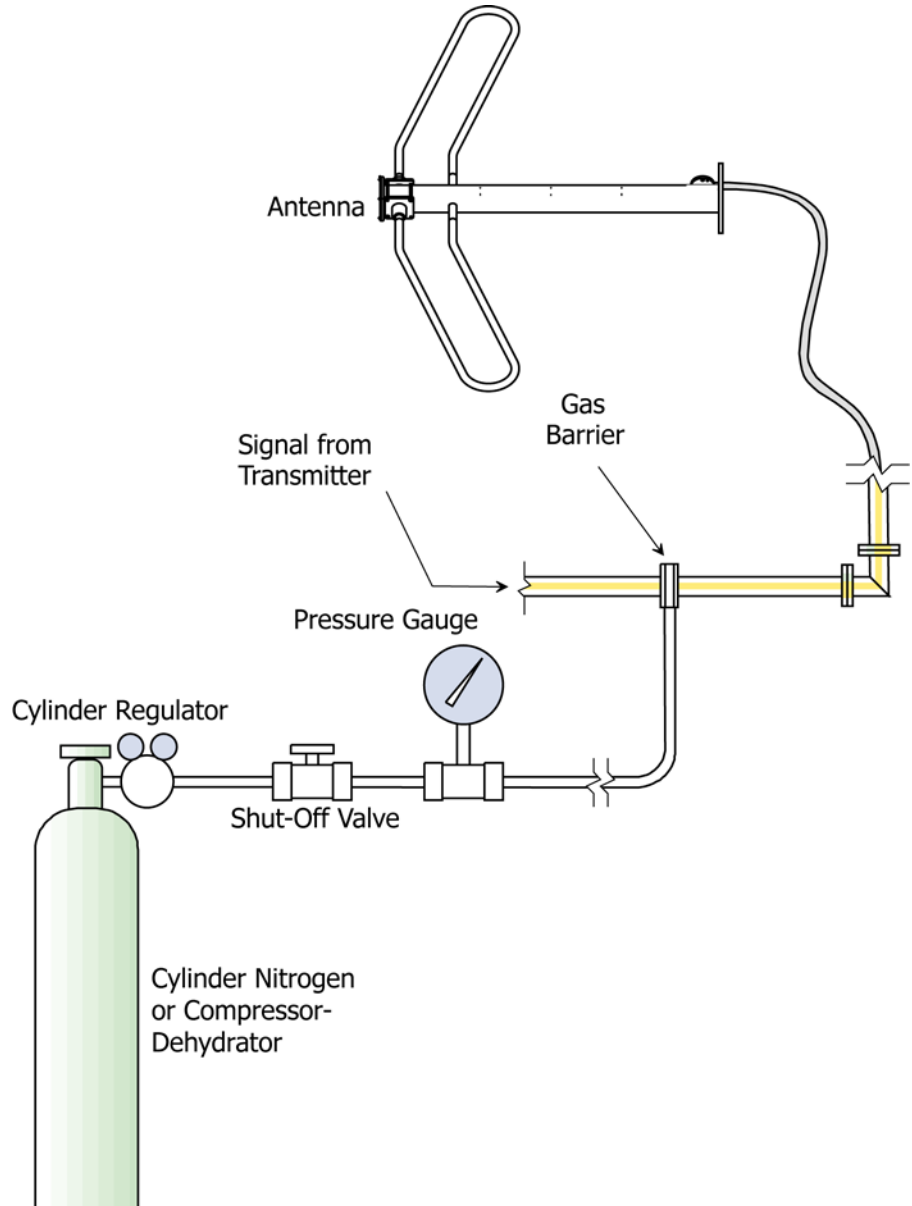 Antenna
Gas
Barrier
Signal from
Transmitter
Pressure Gauge
Cylinder Regulator
Shut-Off Valve
Cylinder Nitrogen
or Compressor-
Dehydrator